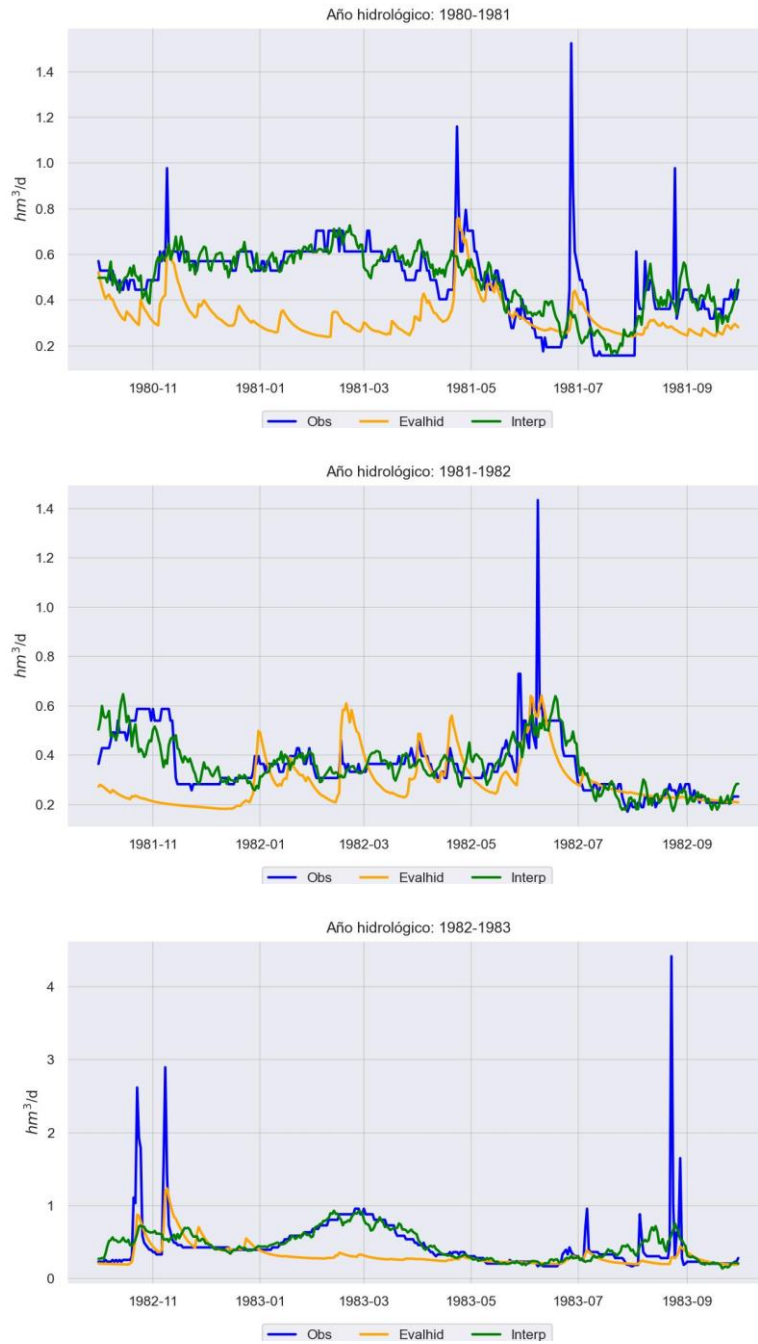 Año hidrológico: 1980-1981
hm³/d
1.4
1.2
1.0
0.8
0.6
0.4
0.2
1980-11 1981-01 1981-03 1981-05 1981-07 1981-09
Obs Evalhid Interp
Año hidrológico: 1981-1982
hm³/d
1.4
1.2
1.0
0.8
0.6
0.4
0.2
1981-11 1982-01 1982-03 1982-05 1982-07 1982-09
Obs Evalhid Interp
Año hidrológico: 1982-1983
hm³/d
4
3
2
1
0
1982-11 1983-01 1983-03 1983-05 1983-07 1983-09
Obs Evalhid Interp